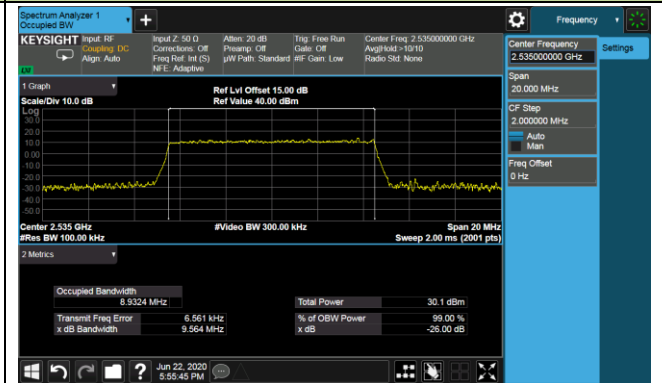 Spectrum Analyzer 1
Occupied BW
Frequency
KEYSIGHT
Input: RF
Coupling: DC
Align: Auto
Input Z: 50 Ω
Corrections: Off
Freq Ref: Int (S)
NFE: Adaptive
Atten: 20 dB
Preamp: Off
µW Path: Standard
Trig: Free Run
Gate: Off
#IF Gain: Low
Center Freq: 2.535000000 GHz
Avg|Hold:>10/10
Radio Std: None
Center Frequency
2.535000000 GHz
Settings
Span
20.000 MHz
CF Step
2.000000 MHz
Auto
Man
Freq Offset
0 Hz
1 Graph
Scale/Div 10.0 dB
Ref Lvl Offset 15.00 dB
Ref Value 40.00 dBm
Log
30.0
20.0
10.0
0.00
-10.0
-20.0
-30.0
-40.0
-50.0
Center 2.535 GHz
#Video BW 300.00 kHz
Span 20 MHz
#Res BW 100.00 kHz
Sweep 2.00 ms (2001 pts)
2 Metrics
Occupied Bandwidth
8.9324 MHz
Total Power
30.1 dBm
Transmit Freq Error
6.561 kHz
% of OBW Power
99.00 %
x dB Bandwidth
9.564 MHz
x dB
-26.00 dB
Jun 22, 2020
5:55:45 PM